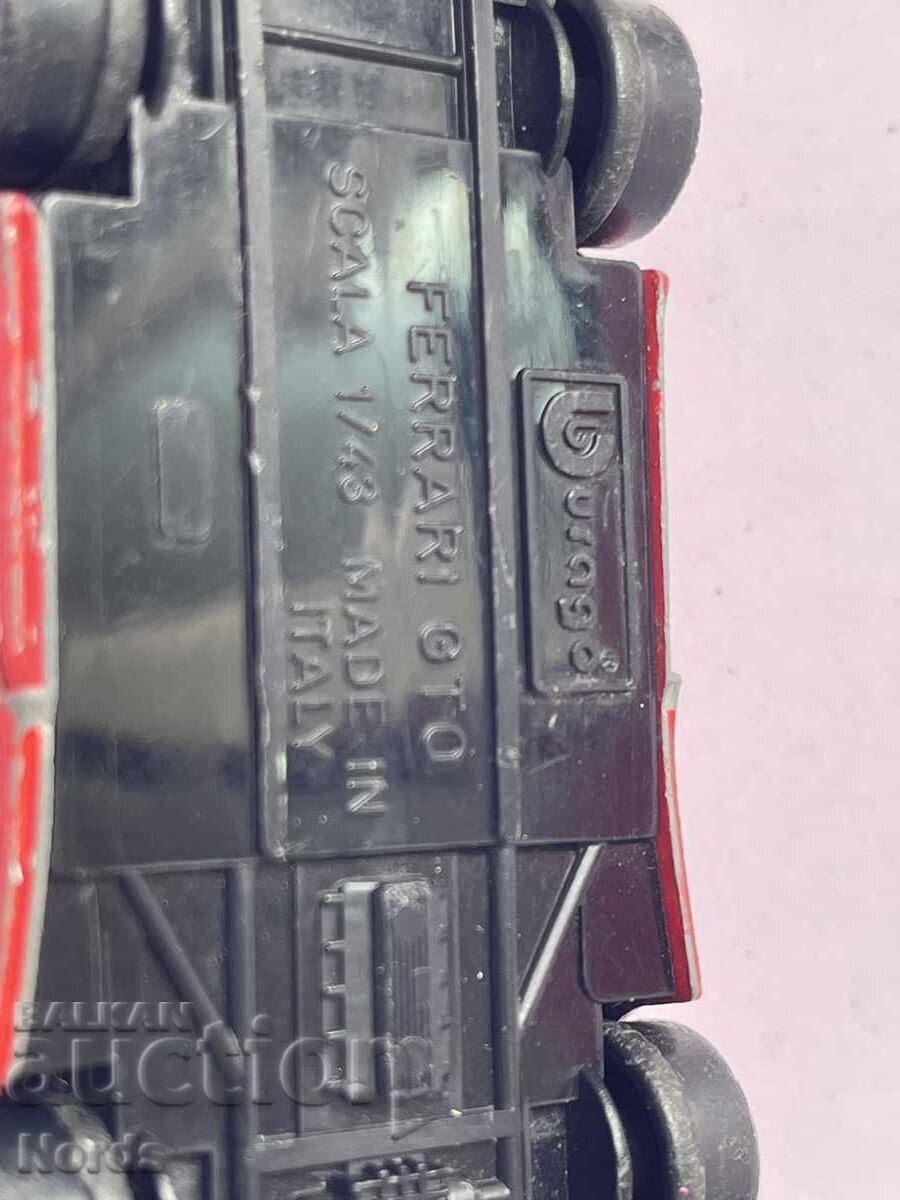 burago®
FERRARI GTO
SCALA 1/43 MADE IN
ITALY
BALKAN
auction
Nords